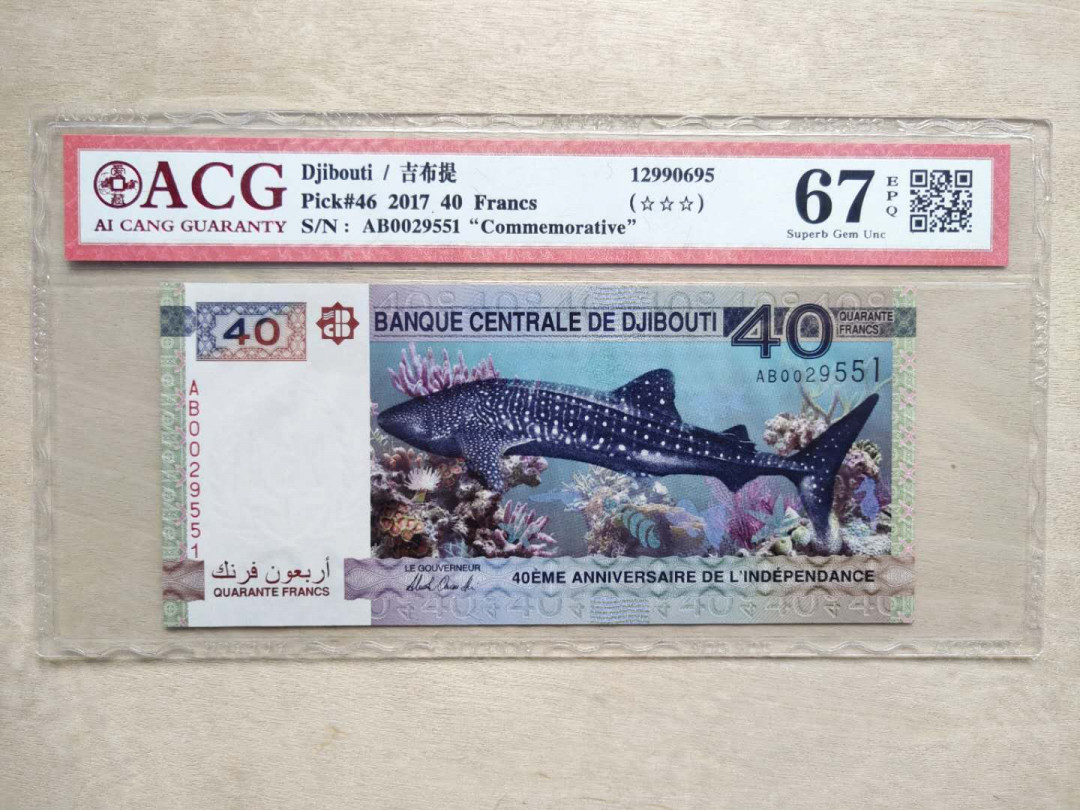 ACG
AI CANG GUARANTY
Djibouti / 吉布提
Pick#46 2017 40 Francs
S/N : AB0029551 “Commemorative”
12990695
(☆☆☆)
67
EPQ
Superb Gem Unc
40
BANQUE CENTRALE DE DJIBOUTI
40
QUARANTE
FRANCS
AB0029551
AB0029551
أربعون فرنك
QUARANTE FRANCS
LE GOUVERNEUR
40ÈME ANNIVERSAIRE DE L'INDÉPENDANCE